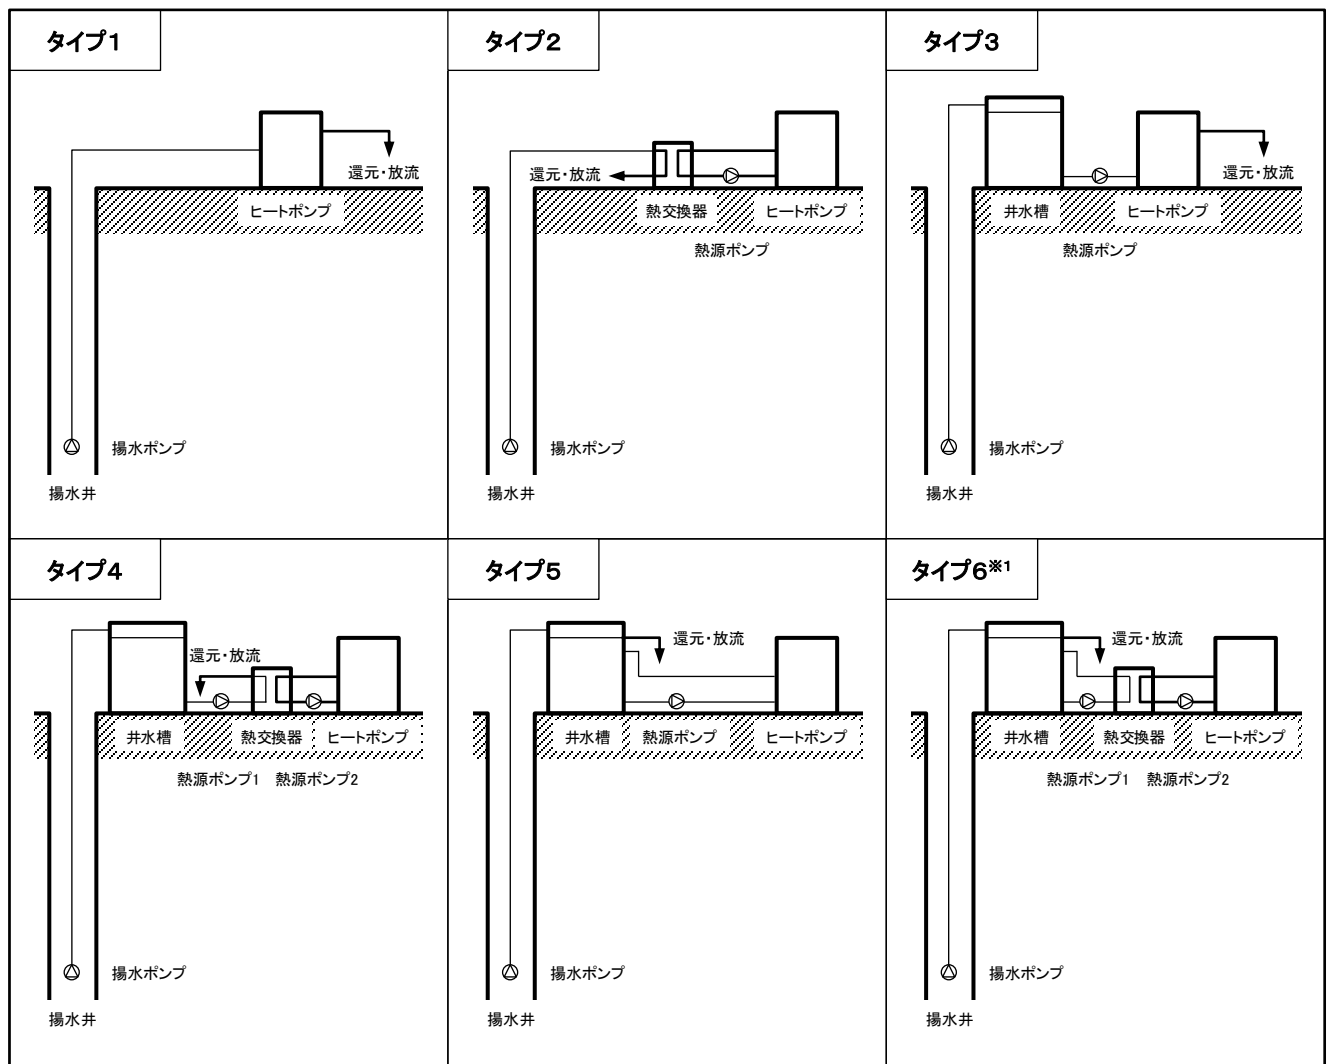 タイプ1
還元・放流
ヒートポンプ
揚水ポンプ
揚水井
タイプ2
還元・放流
熱交換器
ヒートポンプ
熱源ポンプ
揚水ポンプ
揚水井
タイプ3
還元・放流
井水槽
ヒートポンプ
熱源ポンプ
揚水ポンプ
揚水井
タイプ4
還元・放流
井水槽
熱交換器
ヒートポンプ
熱源ポンプ1
熱源ポンプ2
揚水ポンプ
揚水井
タイプ5
還元・放流
井水槽
熱源ポンプ
ヒートポンプ
揚水ポンプ
揚水井
タイプ6※1
還元・放流
井水槽
熱交換器
ヒートポンプ
熱源ポンプ1
熱源ポンプ2
揚水ポンプ
揚水井